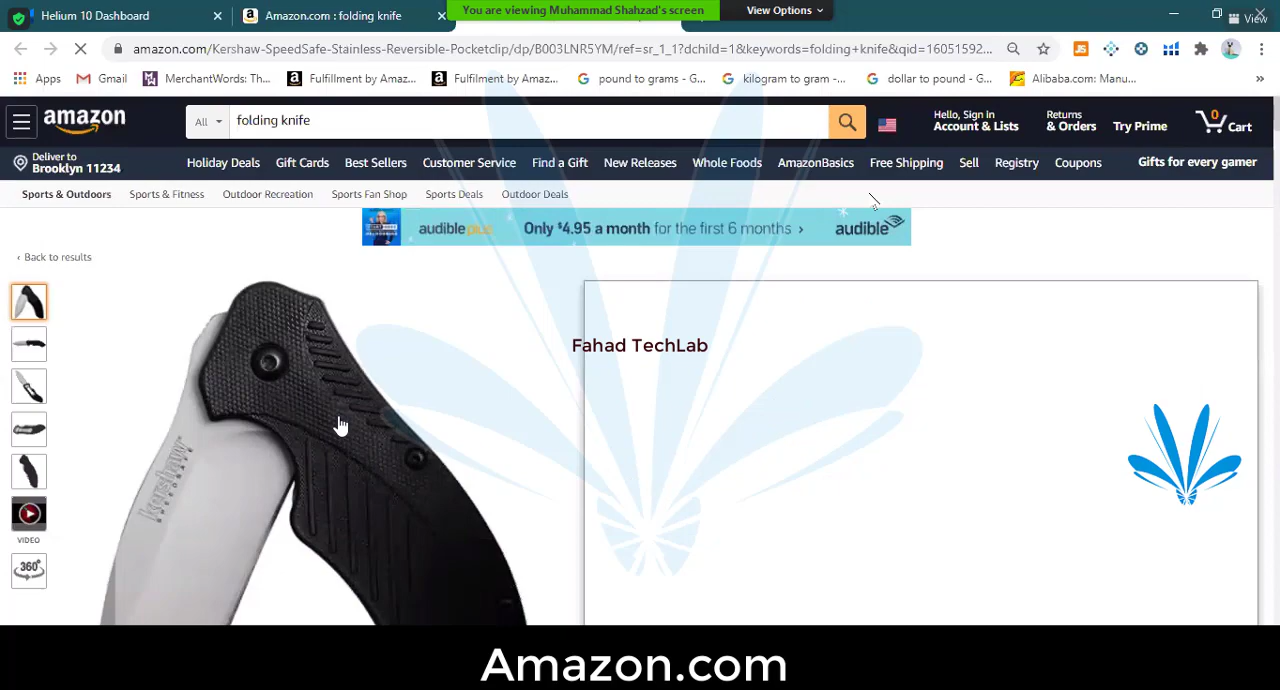 You are viewing Muhammad Shahzad's screen
View Options
Helium 10 Dashboard
Amazon.com : folding knife
View
amazon.com/Kershaw-SpeedSafe-Stainless-Reversible-Pocketclip/dp/B003LNR5YM/ref=sr_1_1?dchild=1&keywords=folding+knife&qid=16051592...
Apps
Gmail
MerchantWords: Th...
Fulfillment by Amaz...
Fulfilment by Amaz...
pound to grams - G...
kilogram to gram -...
dollar to pound - G...
Alibaba.com: Manu...
amazon
All
folding knife
Hello, Sign in
Account & Lists
Returns
& Orders
Try Prime
0
Cart
Deliver to
Brooklyn 11234
Holiday Deals
Gift Cards
Best Sellers
Customer Service
Find a Gift
New Releases
Whole Foods
AmazonBasics
Free Shipping
Sell
Registry
Coupons
Gifts for every gamer
Sports & Outdoors
Sports & Fitness
Outdoor Recreation
Sports Fan Shop
Sports Deals
Outdoor Deals
audible plus
Only $4.95 a month for the first 6 months ›
audible
‹ Back to results
kershaw
VIDEO
360°
Fahad TechLab
Amazon.com